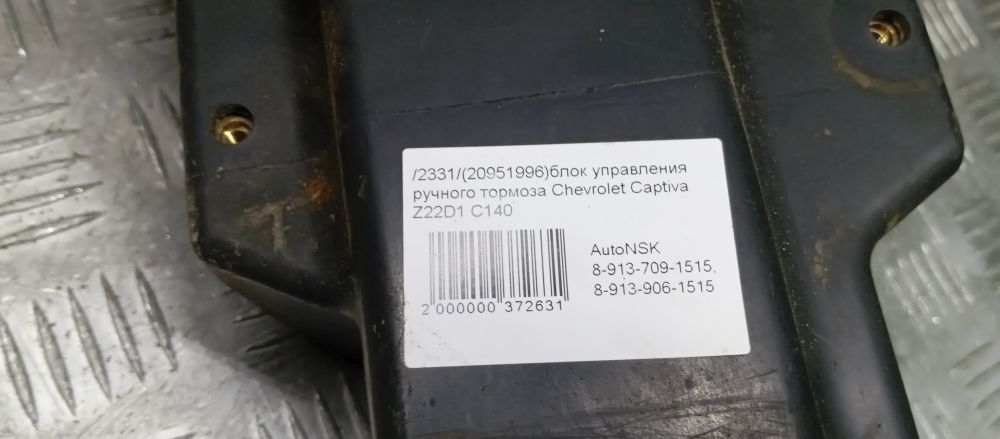 /2331/(20951996)блок управления
ручного тормоза Chevrolet Captiva
Z22D1 C140
AutoNSK
8-913-709-1515,
8-913-906-1515
2 000000 372631